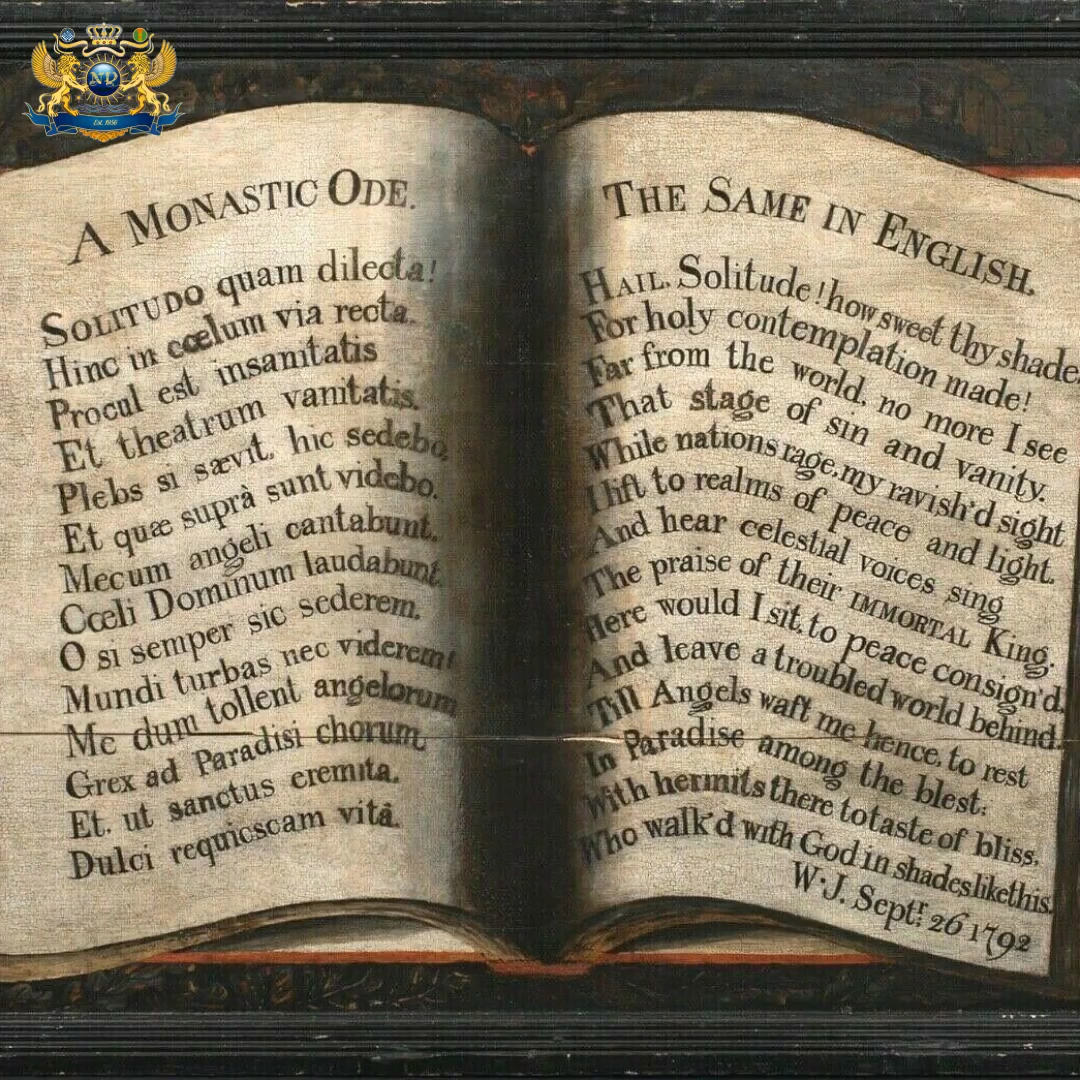 NR
Est. 1956
A MONASTIC ODE.
SOLITUDO quam dilecta!
Hinc in cœlum via recta.
Procul est insanitatis
Et theatrum vanitatis.
Plebs si sævit, hic sedebo,
Et quæ suprà sunt videbo.
Mecum angeli cantabunt.
Cœli Dominum laudabunt.
O si semper sic sederem,
Mundi turbas nec viderem!
Me dum tollent angelorum
Grex ad Paradisi chorum,
Et, ut sanctus eremita,
Dulci requiescam vitâ.
THE SAME IN ENGLISH.
HAIL, Solitude! how sweet thy shade,
For holy contemplation made!
Far from the world, no more I see
That stage of sin and vanity.
While nations rage, my ravish'd sight
I lift to realms of peace and light.
And hear celestial voices sing
The praise of their IMMORTAL King.
Here would I sit, to peace consign'd,
And leave a troubled world behind.
Till Angels waft me hence, to rest
In Paradise among the blest;
With hermits there to taste of bliss,
Who walk'd with God in shades like this.
W. J. Septr. 26 1792